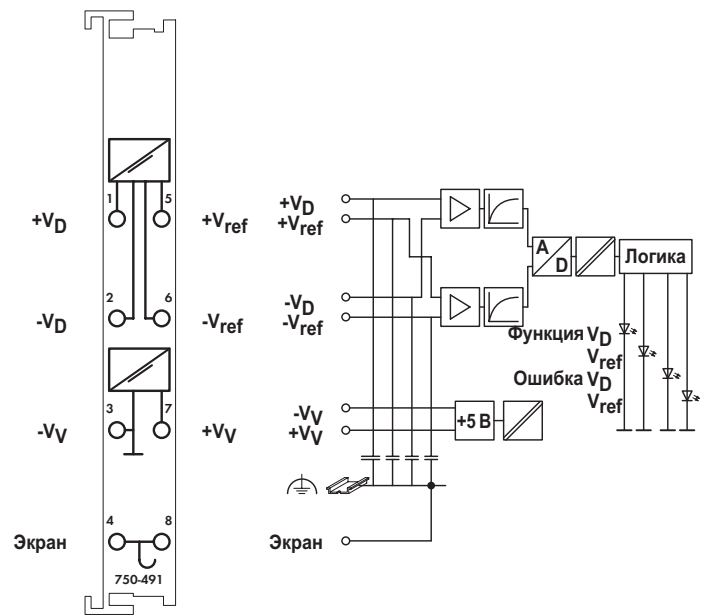 1 5
+VD +Vref
2 6
-VD -Vref
3 7
-VV +VV
4 8
Экран
750-491
+VD
+Vref
-VD
-Vref
-VV
+VV
Экран
A
D
Логика
+5 В
Функция VD
Vref
Ошибка VD
Vref